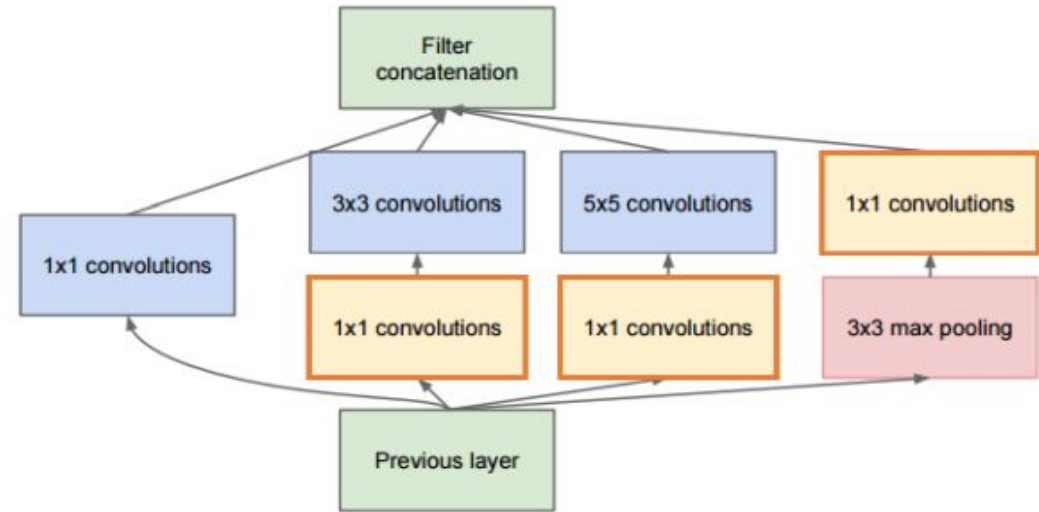 Filter
concatenation
3x3 convolutions
5x5 convolutions
1x1 convolutions
1x1 convolutions
1x1 convolutions
1x1 convolutions
3x3 max pooling
Previous layer